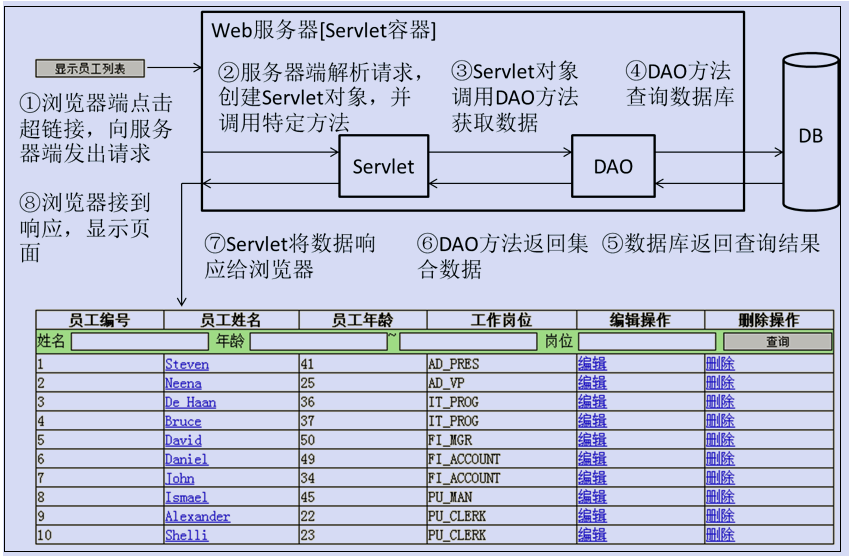 Web服务器[Servlet容器]
显示员工列表
①浏览器端点击
超链接，向服务
器端发出请求
②服务器端解析请求，
创建Servlet对象，并
调用特定方法
③Servlet对象
调用DAO方法
获取数据
④DAO方法
查询数据库
DB
Servlet
DAO
⑧浏览器接到
响应，显示页
面
⑦Servlet将数据响
应给浏览器
⑥DAO方法返回集
合数据
⑤数据库返回查询结果
员工编号 员工姓名 员工年龄 工作岗位 编辑操作 删除操作
姓名 年龄 ~ 岗位 查询
1 Steven 41 AD_PRES 编辑 删除
2 Neena 25 AD_VP 编辑 删除
3 De Haan 36 IT_PROG 编辑 删除
4 Bruce 37 IT_PROG 编辑 删除
5 David 50 FI_MGR 编辑 删除
6 Daniel 49 FI_ACCOUNT 编辑 删除
7 John 34 FI_ACCOUNT 编辑 删除
8 Ismael 45 PU_MAN 编辑 删除
9 Alexander 22 PU_CLERK 编辑 删除
10 Shelli 23 PU_CLERK 编辑 删除